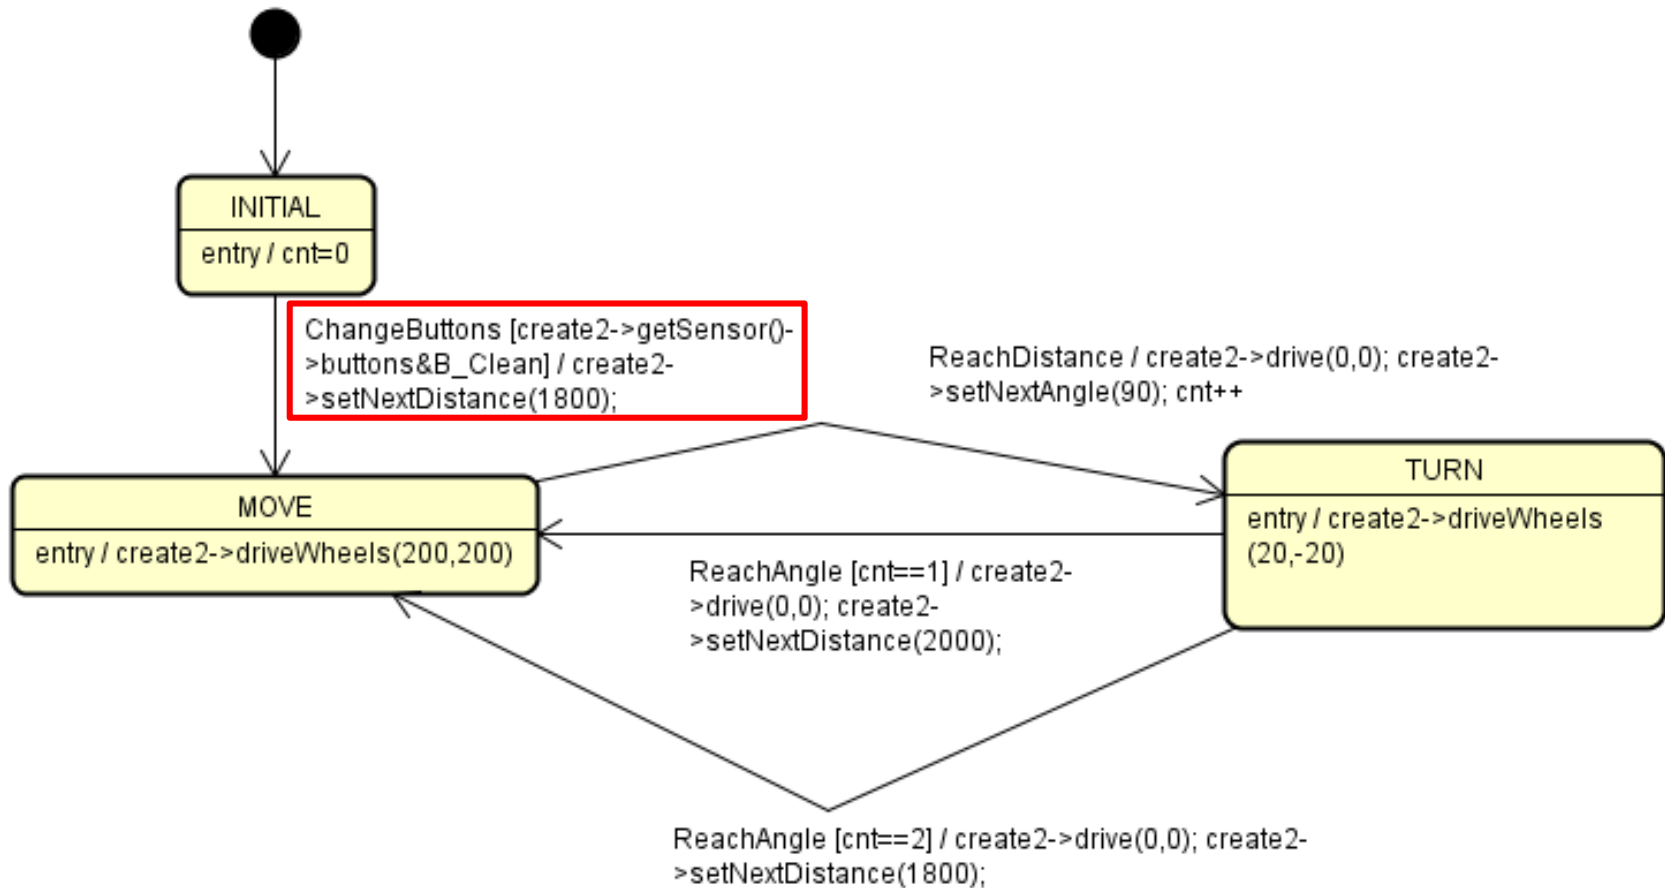 INITIAL
entry / cnt=0
ChangeButtons [create2->getSensor()-
>buttons&B_Clean] / create2-
>setNextDistance(1800);
ReachDistance / create2->drive(0,0); create2-
>setNextAngle(90); cnt++
MOVE
entry / create2->driveWheels(200,200)
TURN
entry / create2->driveWheels
(20,-20)
ReachAngle [cnt==1] / create2-
>drive(0,0); create2-
>setNextDistance(2000);
ReachAngle [cnt==2] / create2->drive(0,0); create2-
>setNextDistance(1800);